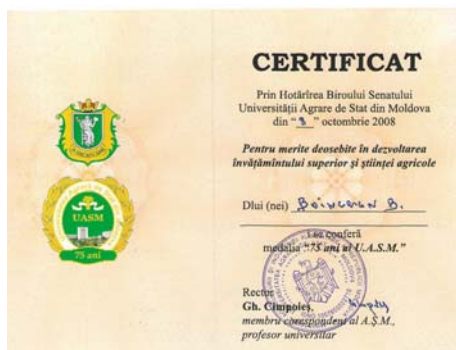 UASM
75 ani
CERTIFICAT
Prin Hotărîrea Biroului Senatului
Universității Agrare de Stat din Moldova
din “ 3 ” octombrie 2008
Pentru merite deosebite în dezvoltarea
învățămîntului superior și științei agricole
Dlui (nei) B.
i se conferă
medalia “75 ani ai U.A.S.M.”
Rector
Gh. Cimpoieș,
membru corespondent al A.Ș.M.,
profesor universitar